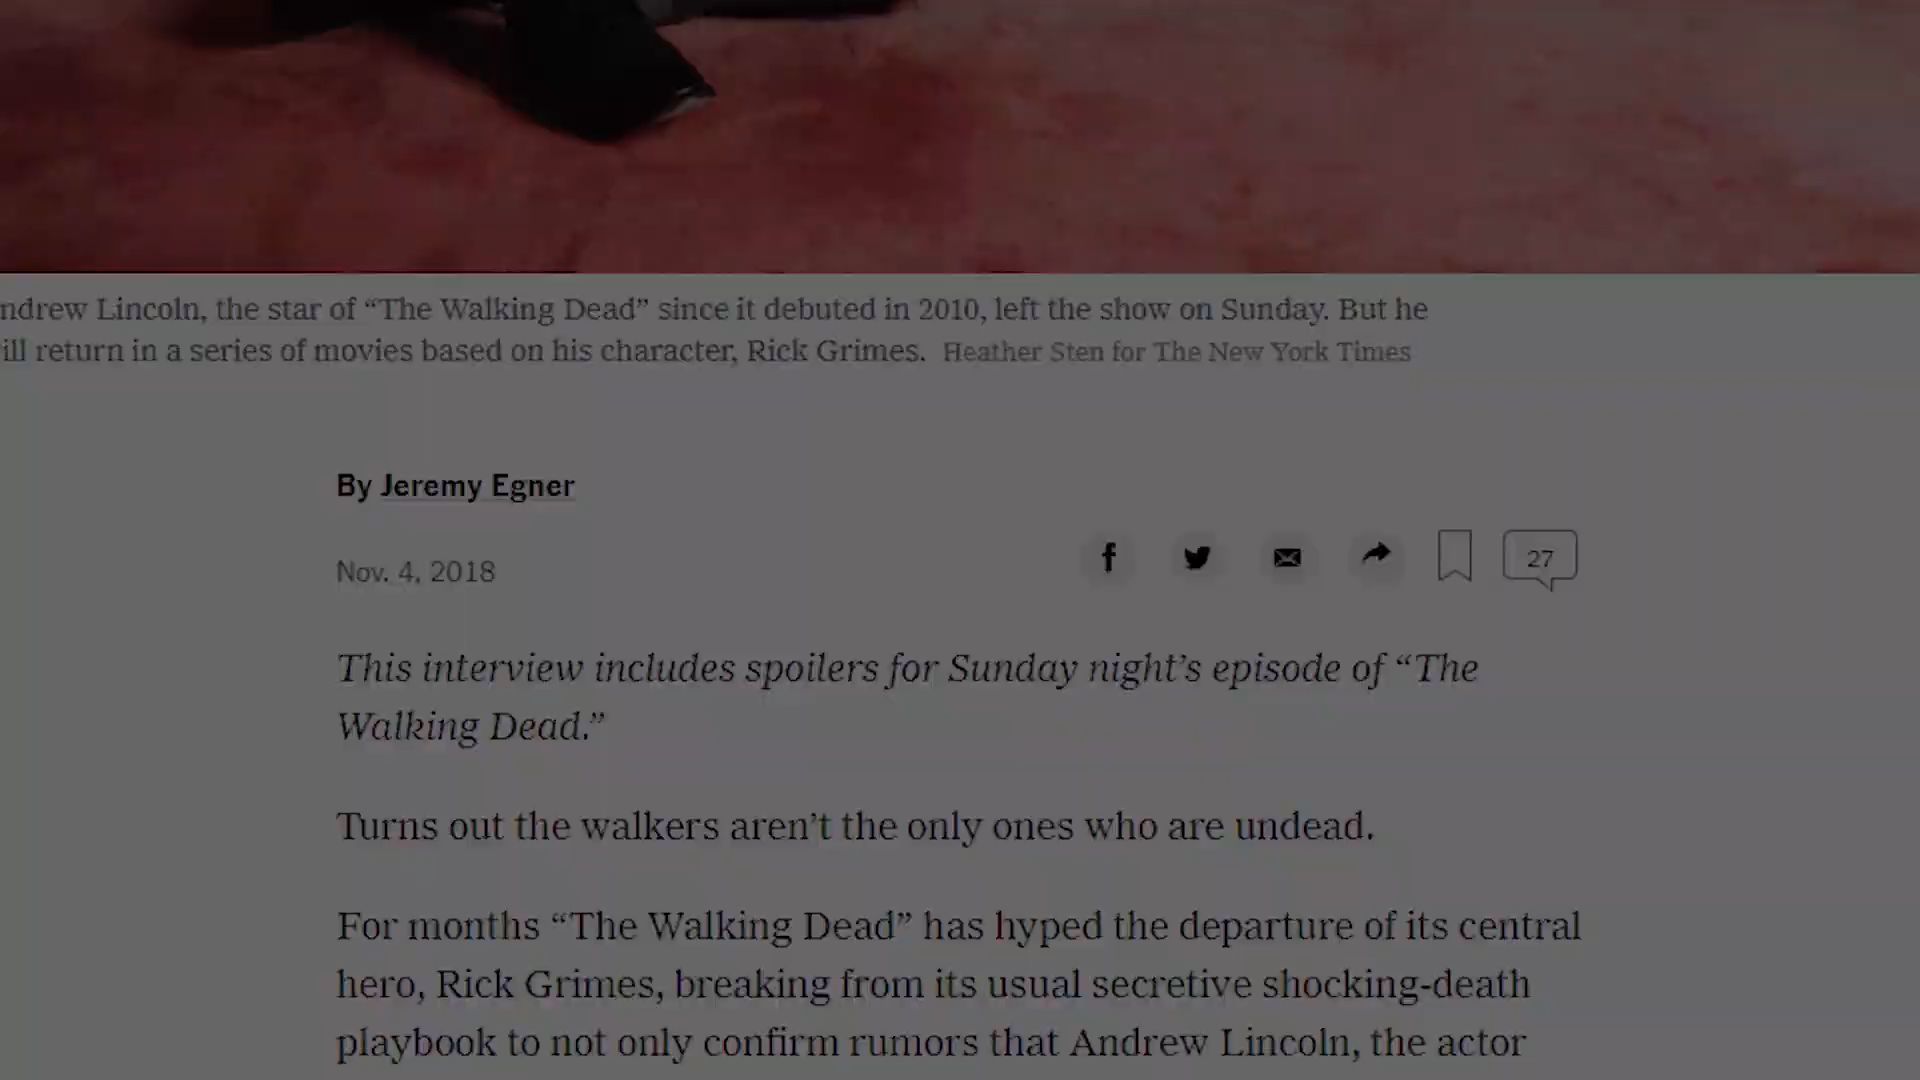 ndrew Lincoln, the star of “The Walking Dead” since it debuted in 2010, left the show on Sunday. But he
ill return in a series of movies based on his character, Rick Grimes. Heather Sten for The New York Times
By Jeremy Egner
Nov. 4, 2018
27
This interview includes spoilers for Sunday night’s episode of “The
Walking Dead.”
Turns out the walkers aren’t the only ones who are undead.
For months “The Walking Dead” has hyped the departure of its central
hero, Rick Grimes, breaking from its usual secretive shocking-death
playbook to not only confirm rumors that Andrew Lincoln, the actor